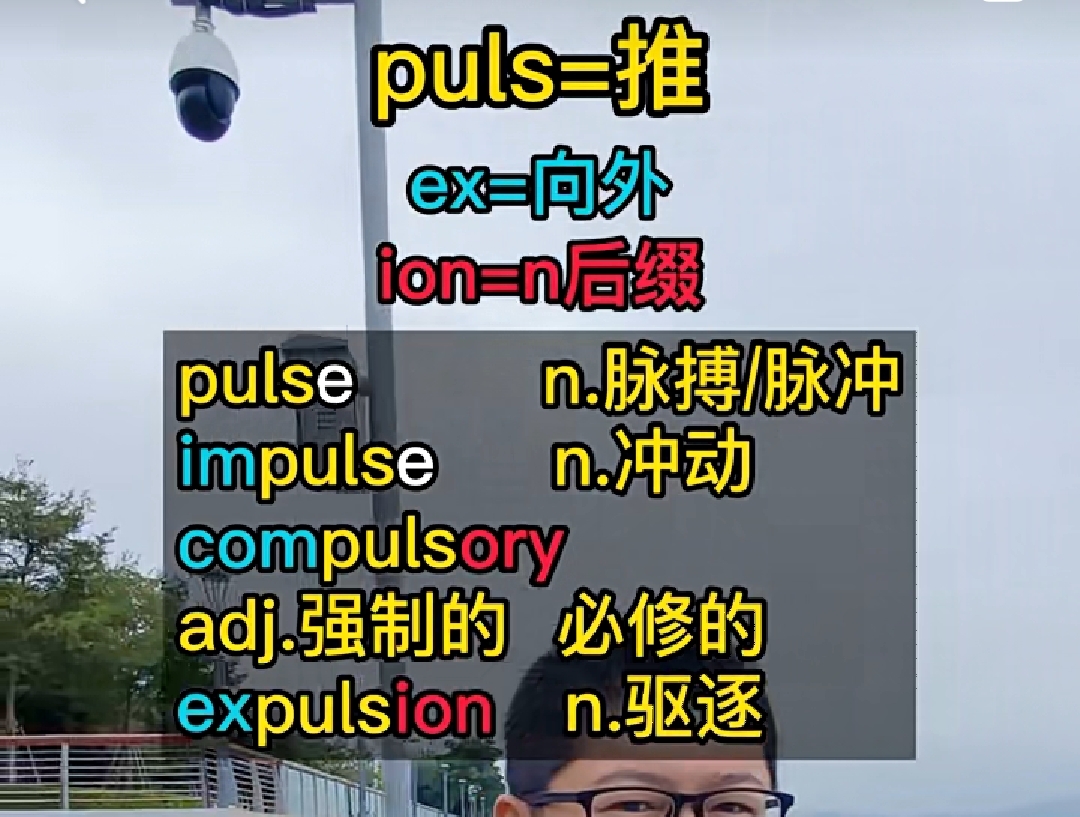 puls=推
ex=向外
ion=n后缀
pulse n.脉搏/脉冲
impulse n.冲动
compulsory
adj.强制的 必修的
expulsion n.驱逐